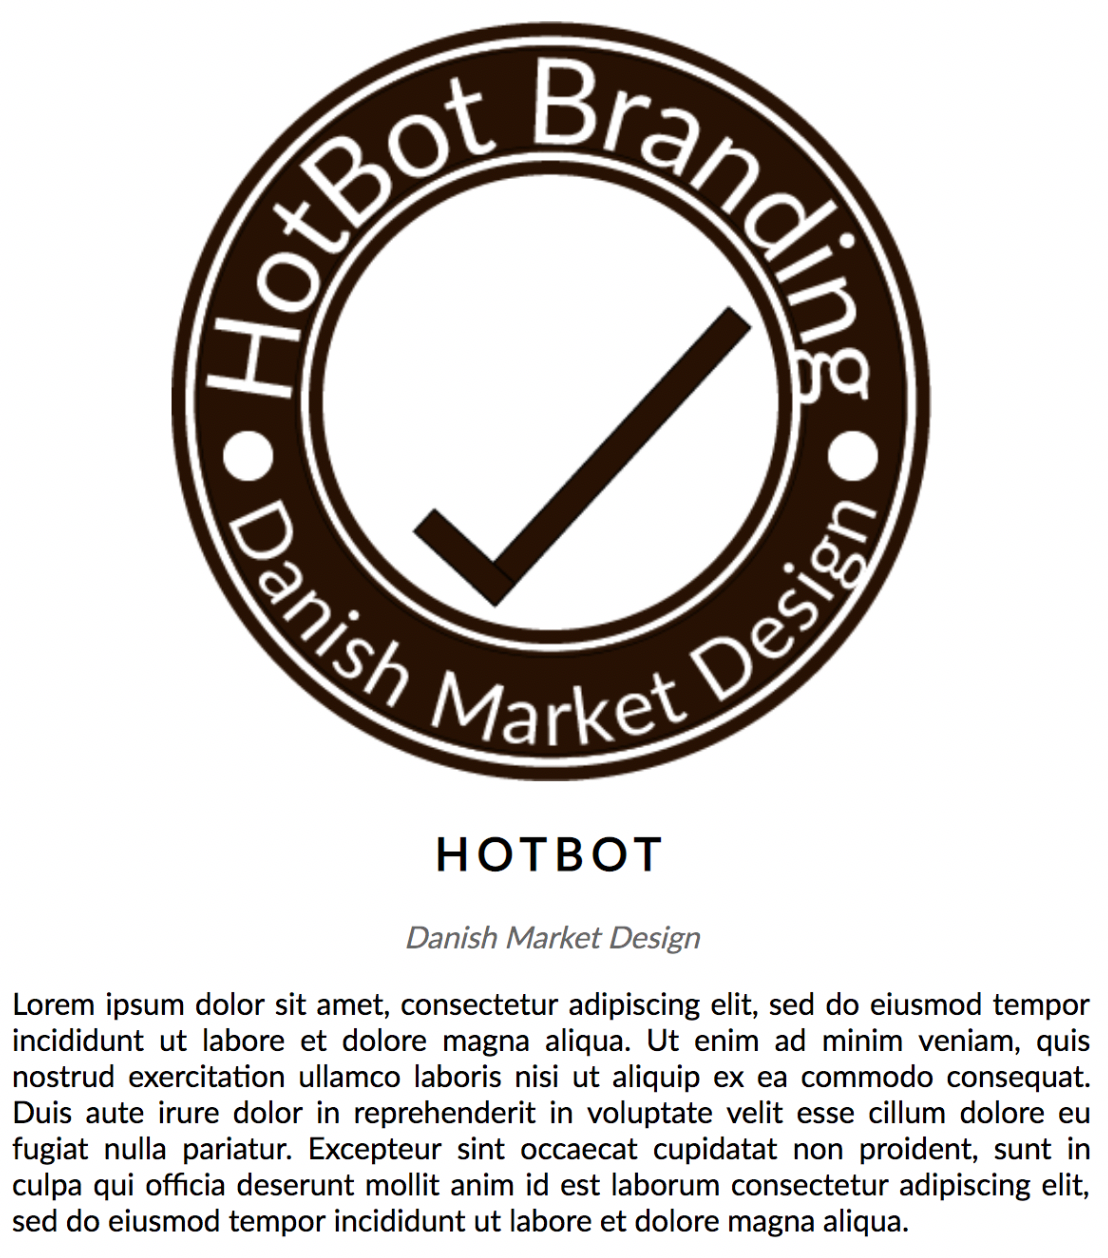 HotBot Branding
Danish Market Design
HOTBOT
Danish Market Design
Lorem ipsum dolor sit amet, consectetur adipiscing elit, sed do eiusmod tempor
incididunt ut labore et dolore magna aliqua. Ut enim ad minim veniam, quis
nostrud exercitation ullamco laboris nisi ut aliquip ex ea commodo consequat.
Duis aute irure dolor in reprehenderit in voluptate velit esse cillum dolore eu
fugiat nulla pariatur. Excepteur sint occaecat cupidatat non proident, sunt in
culpa qui officia deserunt mollit anim id est laborum consectetur adipiscing elit,
sed do eiusmod tempor incididunt ut labore et dolore magna aliqua.